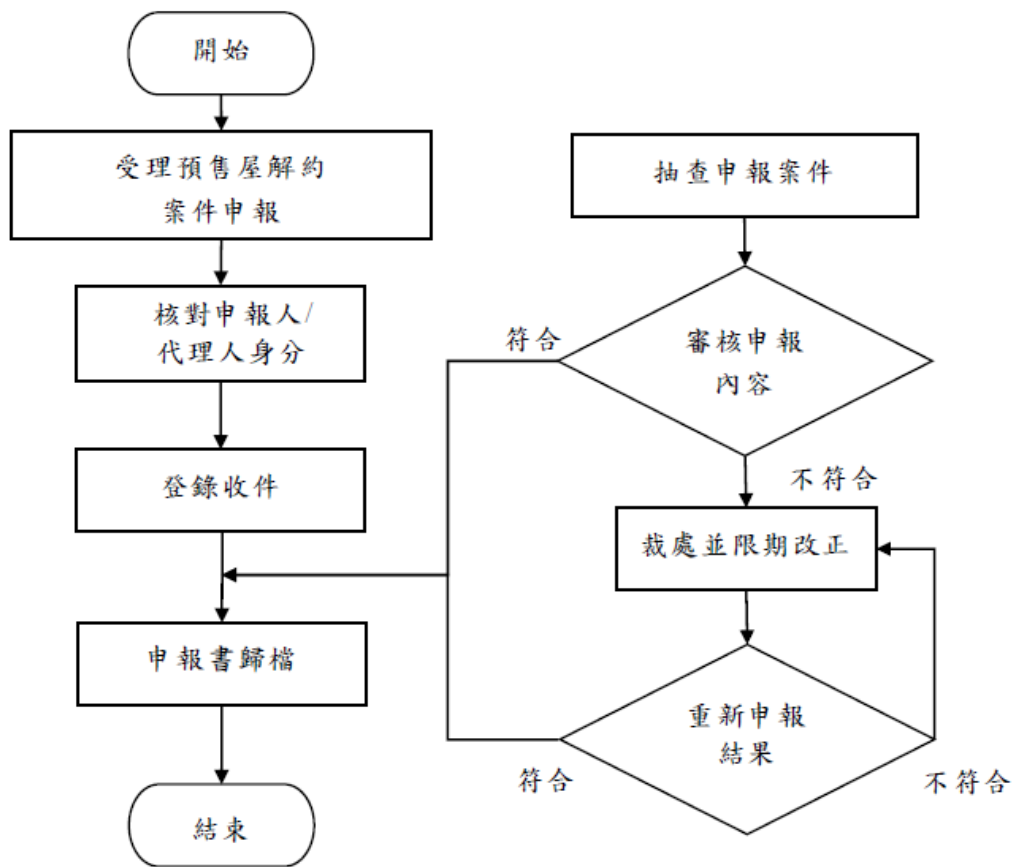 開始
受理預售屋解約
案件申報
核對申報人/
代理人身分
登錄收件
申報書歸檔
結束
抽查申報案件
審核申報
內容
符合
不符合
裁處並限期改正
重新申報
結果
符合
不符合